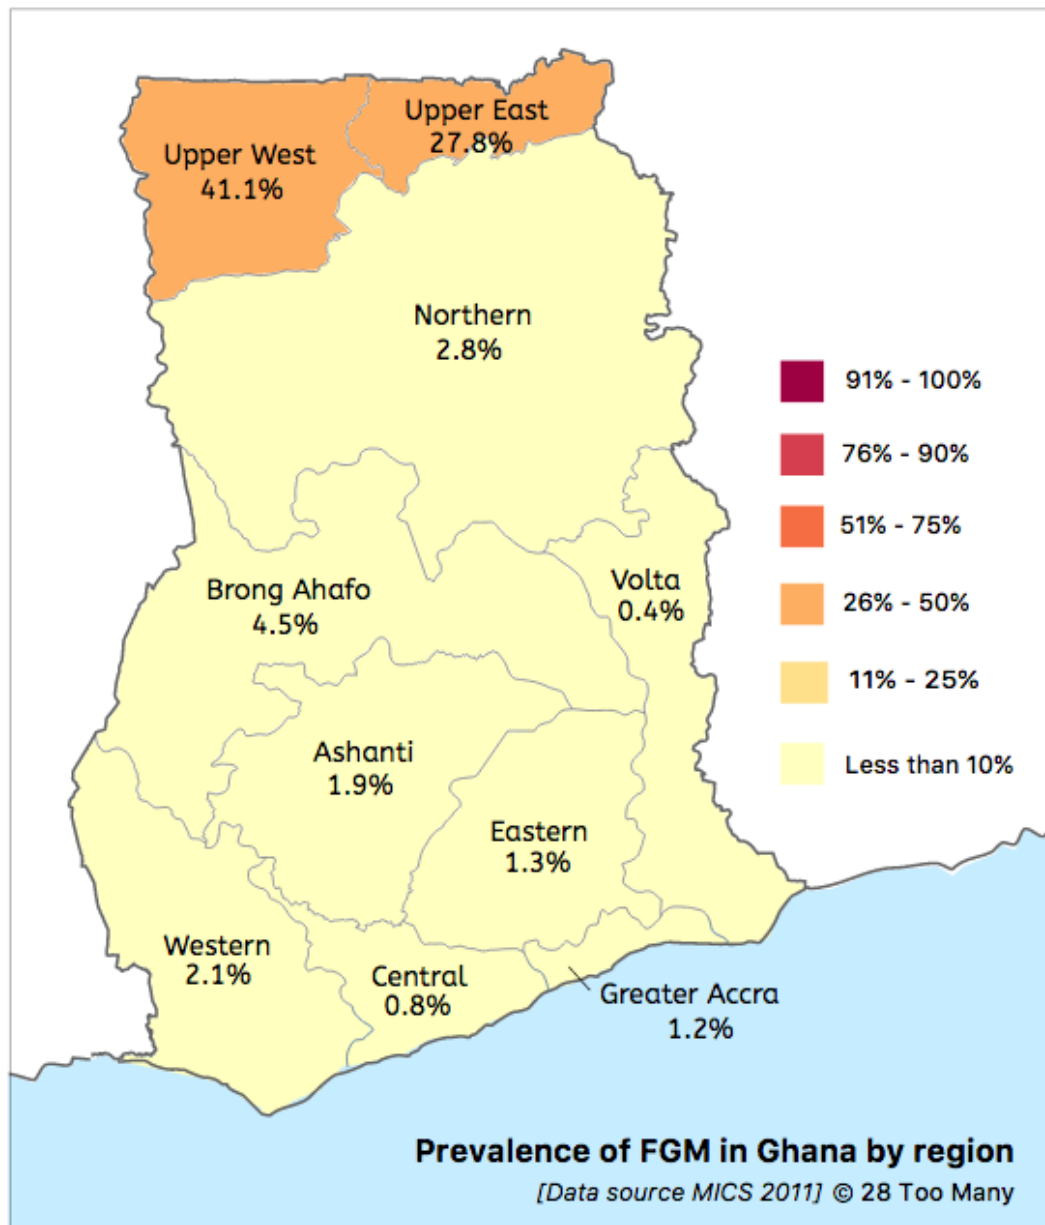 Upper East
27.8%
Upper West
41.1%
Northern
2.8%
91% - 100%
76% - 90%
51% - 75%
Brong Ahafo
4.5%
Volta
0.4%
26% - 50%
11% - 25%
Ashanti
1.9%
Less than 10%
Eastern
1.3%
Western
2.1%
Central
0.8%
Greater Accra
1.2%
Prevalence of FGM in Ghana by region
[Data source MICS 2011] © 28 Too Many